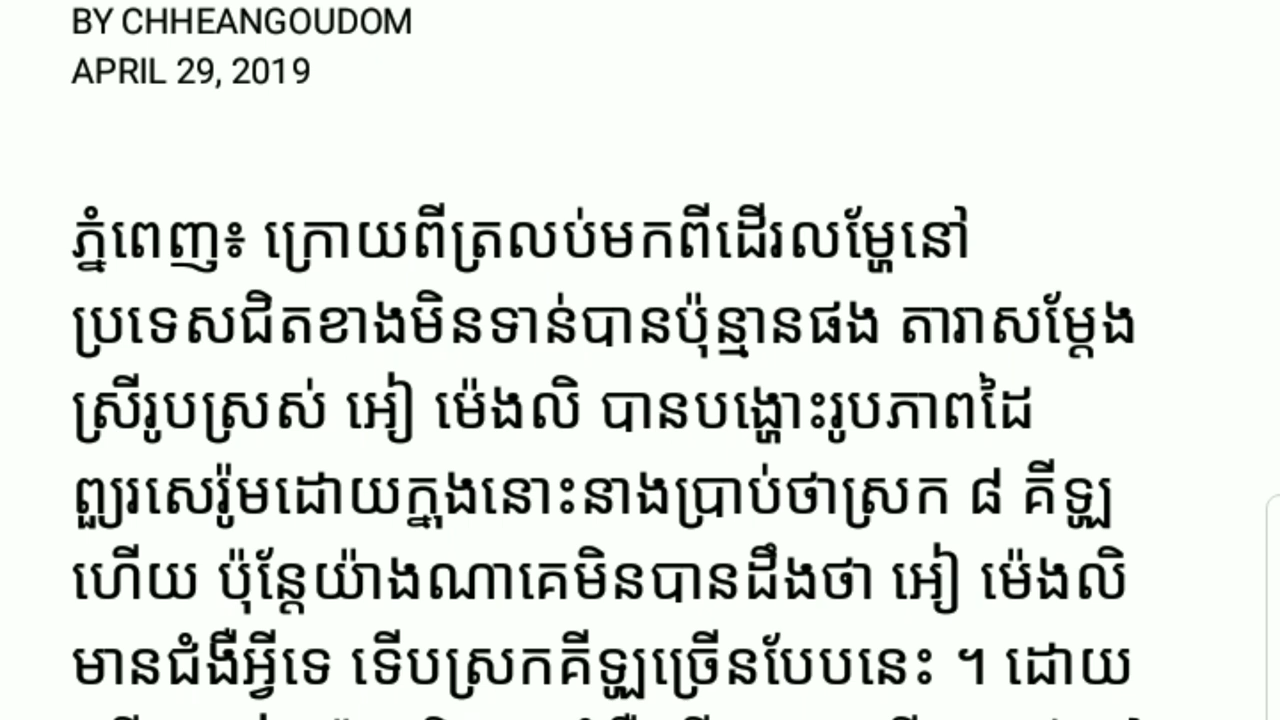 BY CHHEANGOUDOM
APRIL 29, 2019
ភ្នំពេញ៖ ក្រោយពីត្រលប់មកពីដើរលម្ហែនៅ
ប្រទេសជិតខាងមិនទាន់បានប៉ុន្មានផង តារាសម្តែង
ស្រីរូបស្រស់ អៀ ម៉េងលិ បានបង្ហោះរូបភាពដៃ
ព្យួរសេរ៉ូមដោយក្នុងនោះនាងប្រាប់ថាស្រក ៨ គីឡូ
ហើយ ប៉ុន្តែយ៉ាងណាគេមិនបានដឹងថា អៀ ម៉េងលិ
មានជំងឺអ្វីទេ ទើបស្រកគីឡូច្រើនបែបនេះ ។ ដោយ